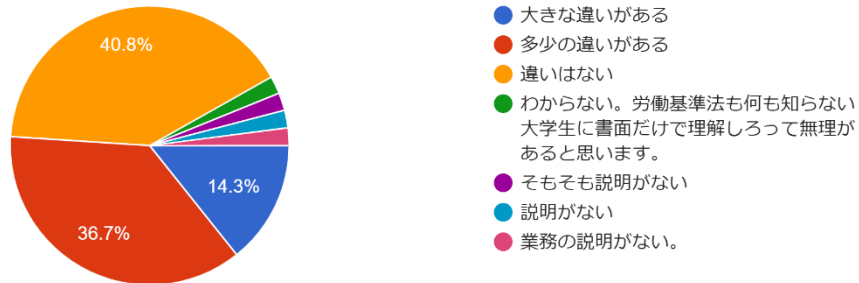 40.8%
36.7%
14.3%
大きな違いがある
多少の違いがある
違いはない
わからない。労働基準法も何も知らない
大学生に書面だけで理解しろって無理が
あると思います。
そもそも説明がない
説明がない
業務の説明がない。